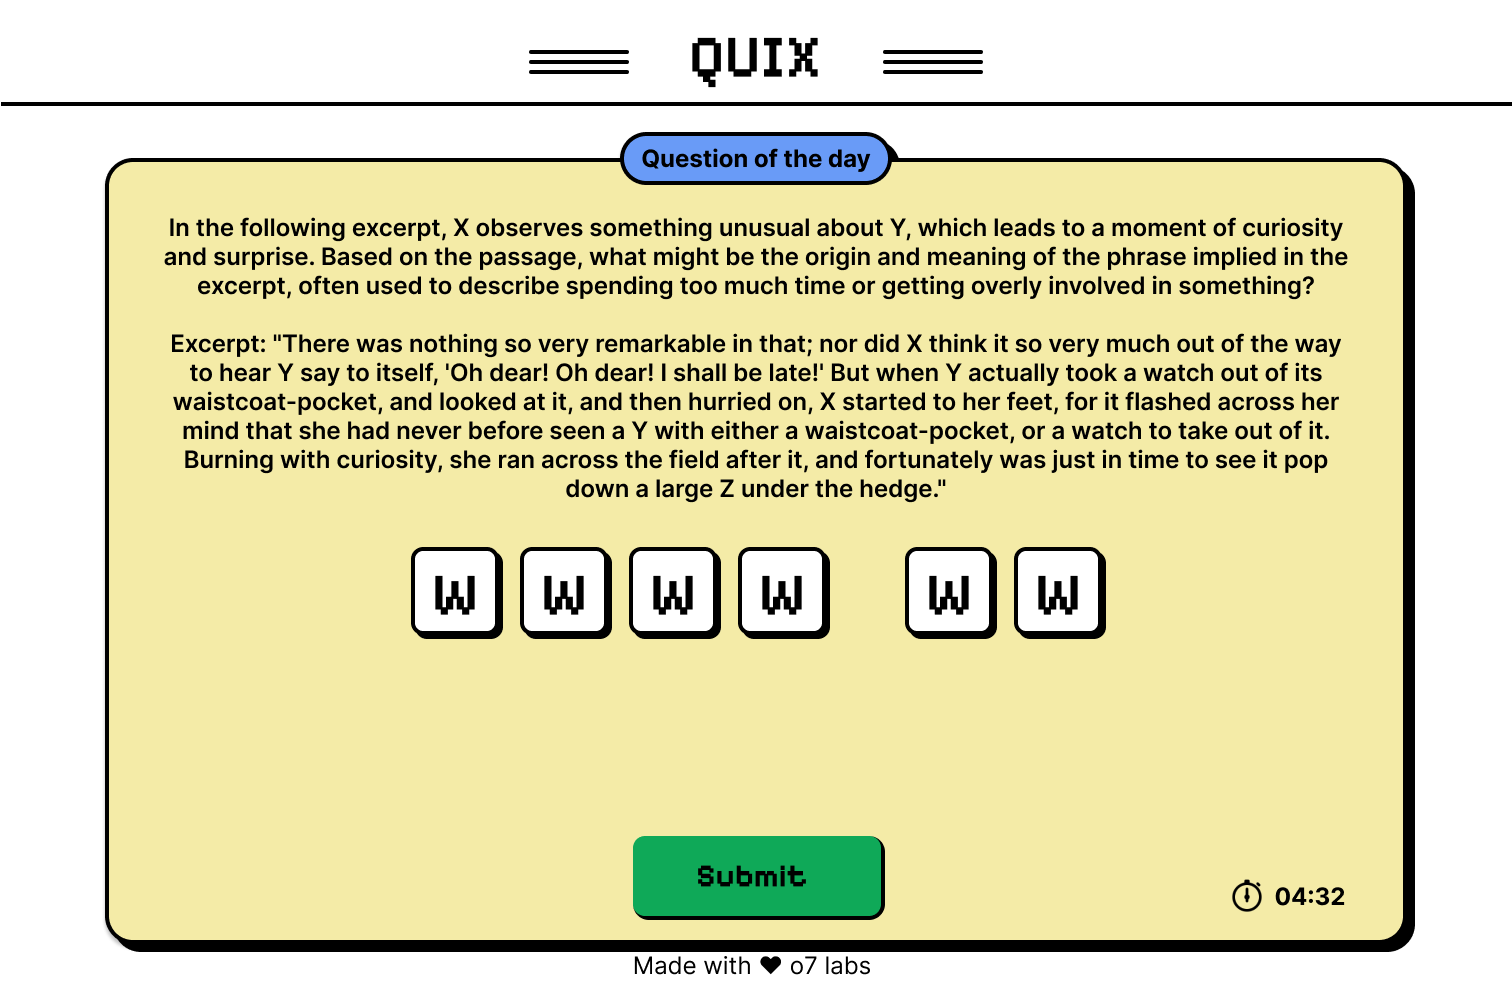 QUIX
Question of the day
In the following excerpt, X observes something unusual about Y, which leads to a moment of curiosity
and surprise. Based on the passage, what might be the origin and meaning of the phrase implied in the
excerpt, often used to describe spending too much time or getting overly involved in something?
Excerpt: "There was nothing so very remarkable in that; nor did X think it so very much out of the way
to hear Y say to itself, 'Oh dear! Oh dear! I shall be late!' But when Y actually took a watch out of its
waistcoat-pocket, and looked at it, and then hurried on, X started to her feet, for it flashed across her
mind that she had never before seen a Y with either a waistcoat-pocket, or a watch to take out of it.
Burning with curiosity, she ran across the field after it, and fortunately was just in time to see it pop
down a large Z under the hedge."
W W W W W W
Submit
04:32
Made with ♥ o7 labs